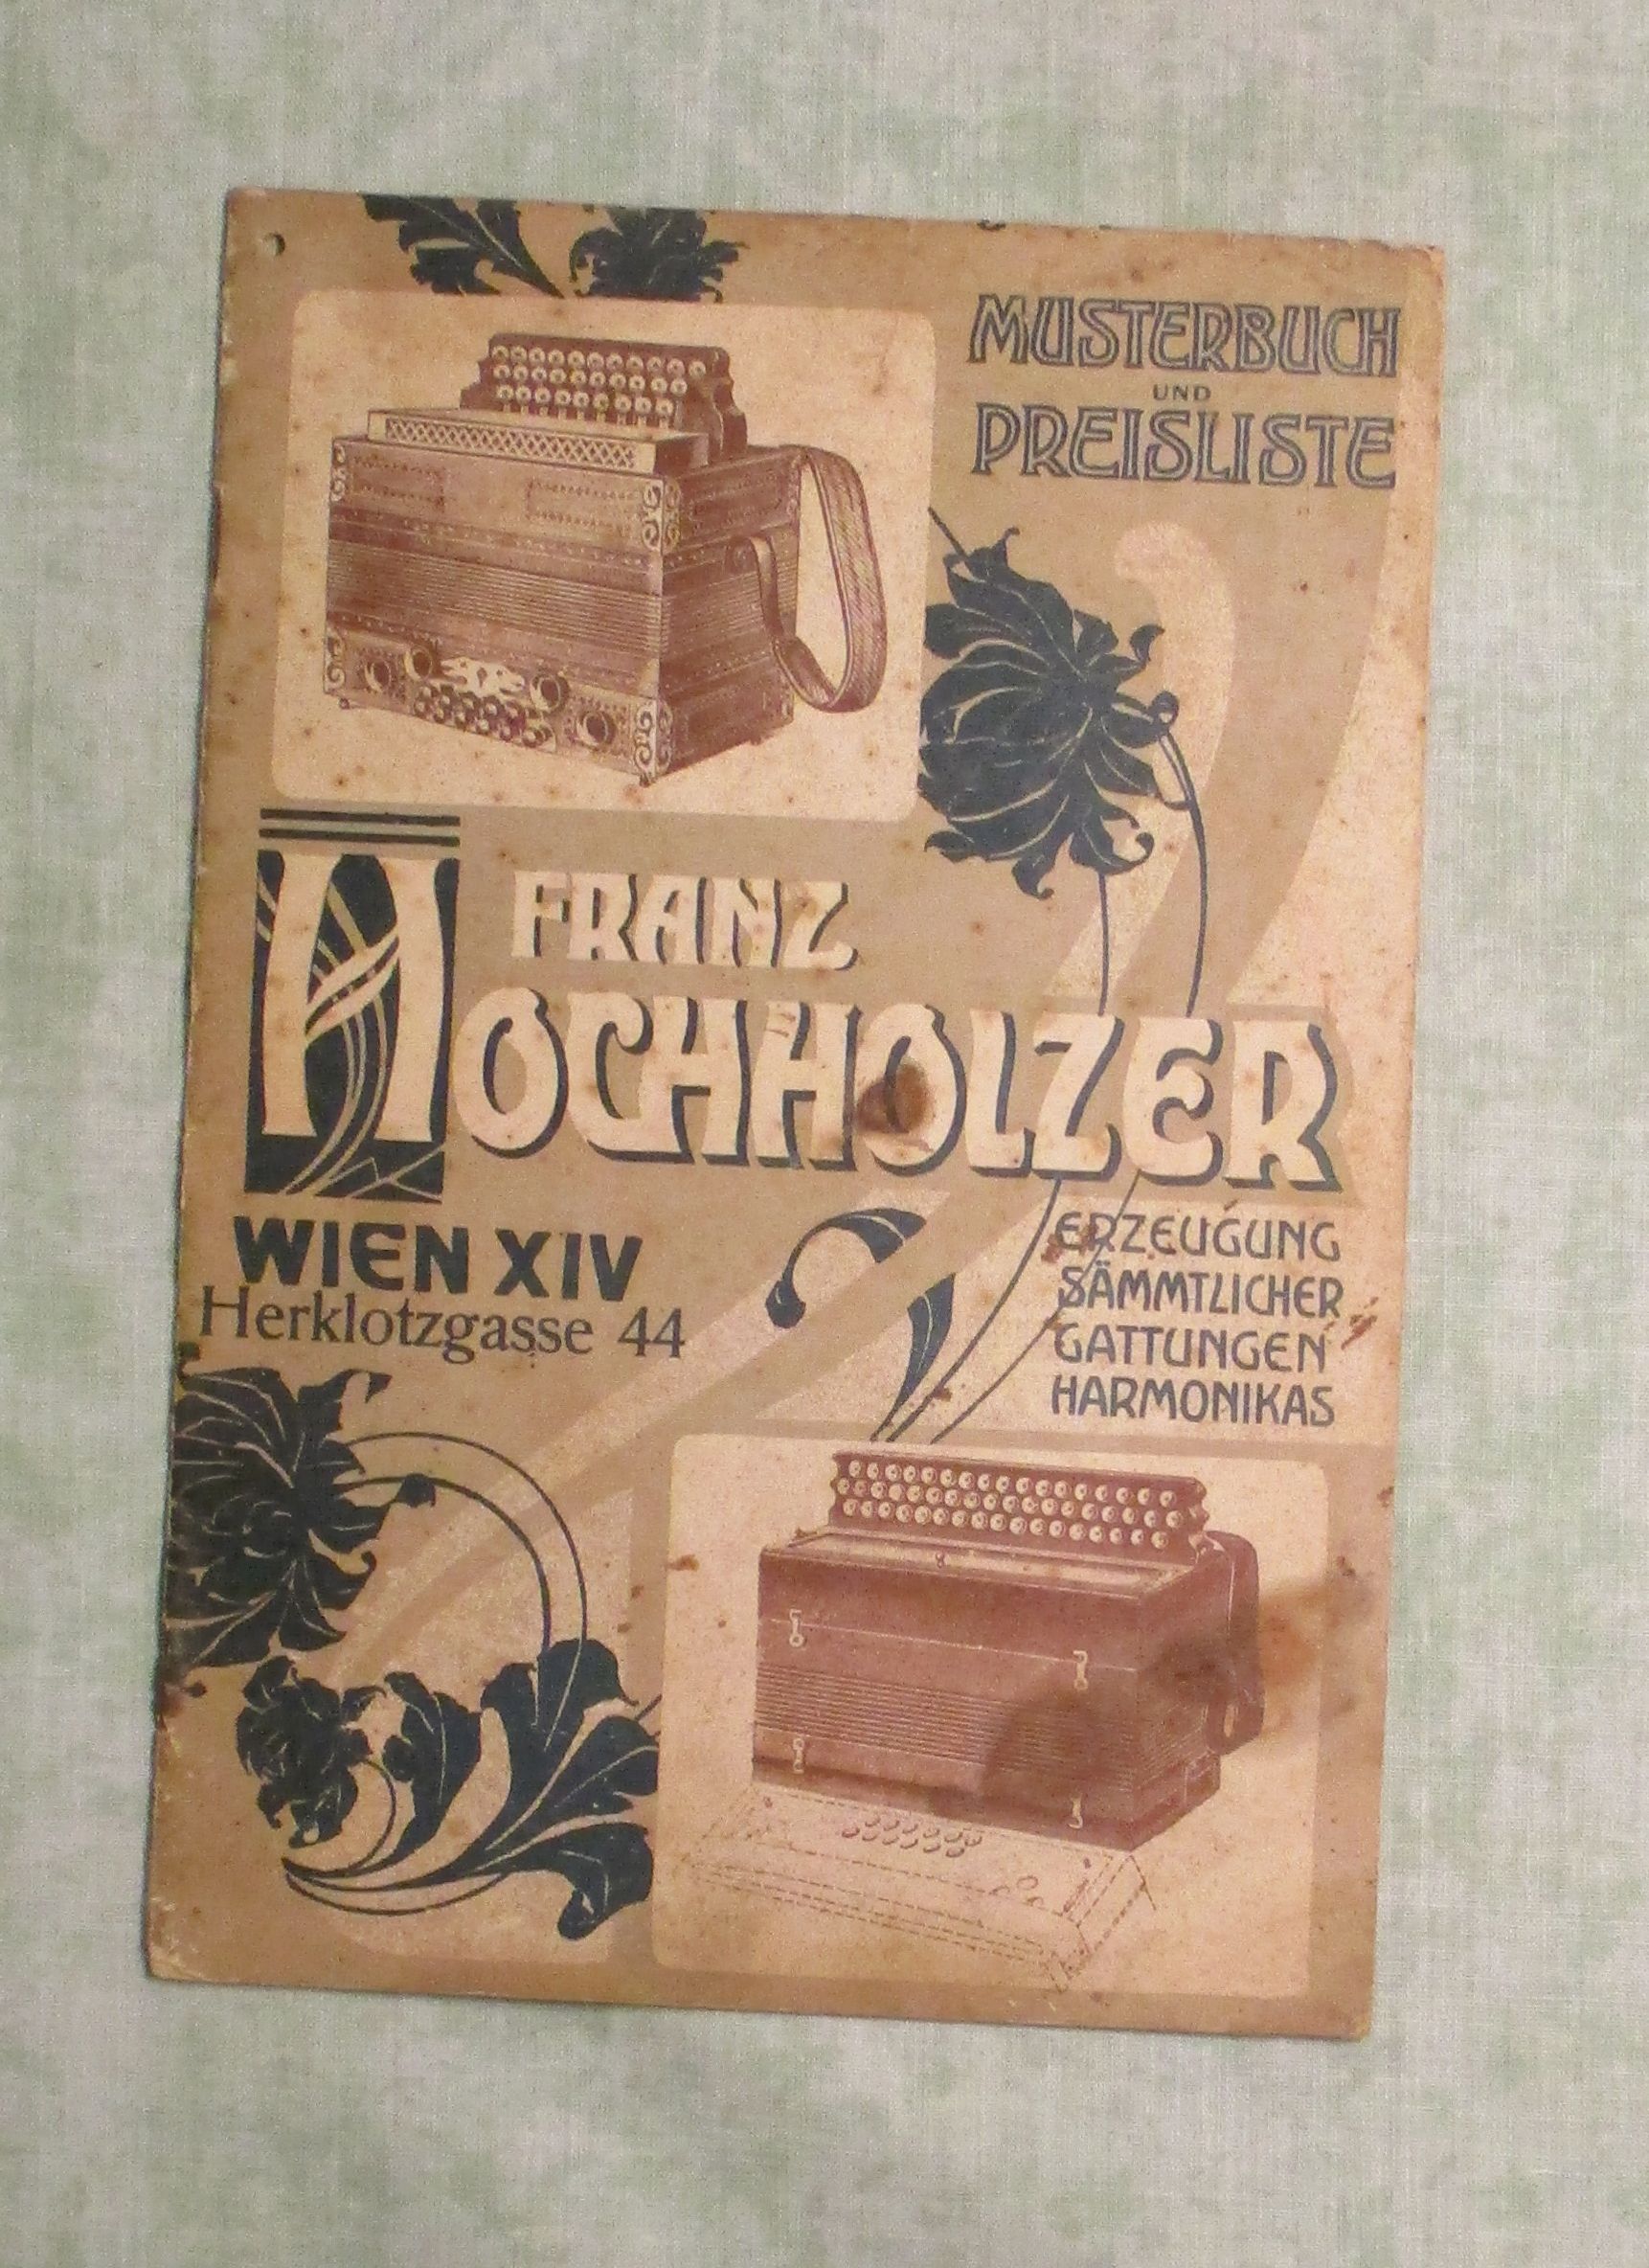 MUSTERBUCH
UND
PREISLISTE
FRANZ
HOCHHOLZER
WIEN XIV
Herklotzgasse 44
ERZEUGUNG
SÄMMTLICHER
GATTUNGEN
HARMONIKAS